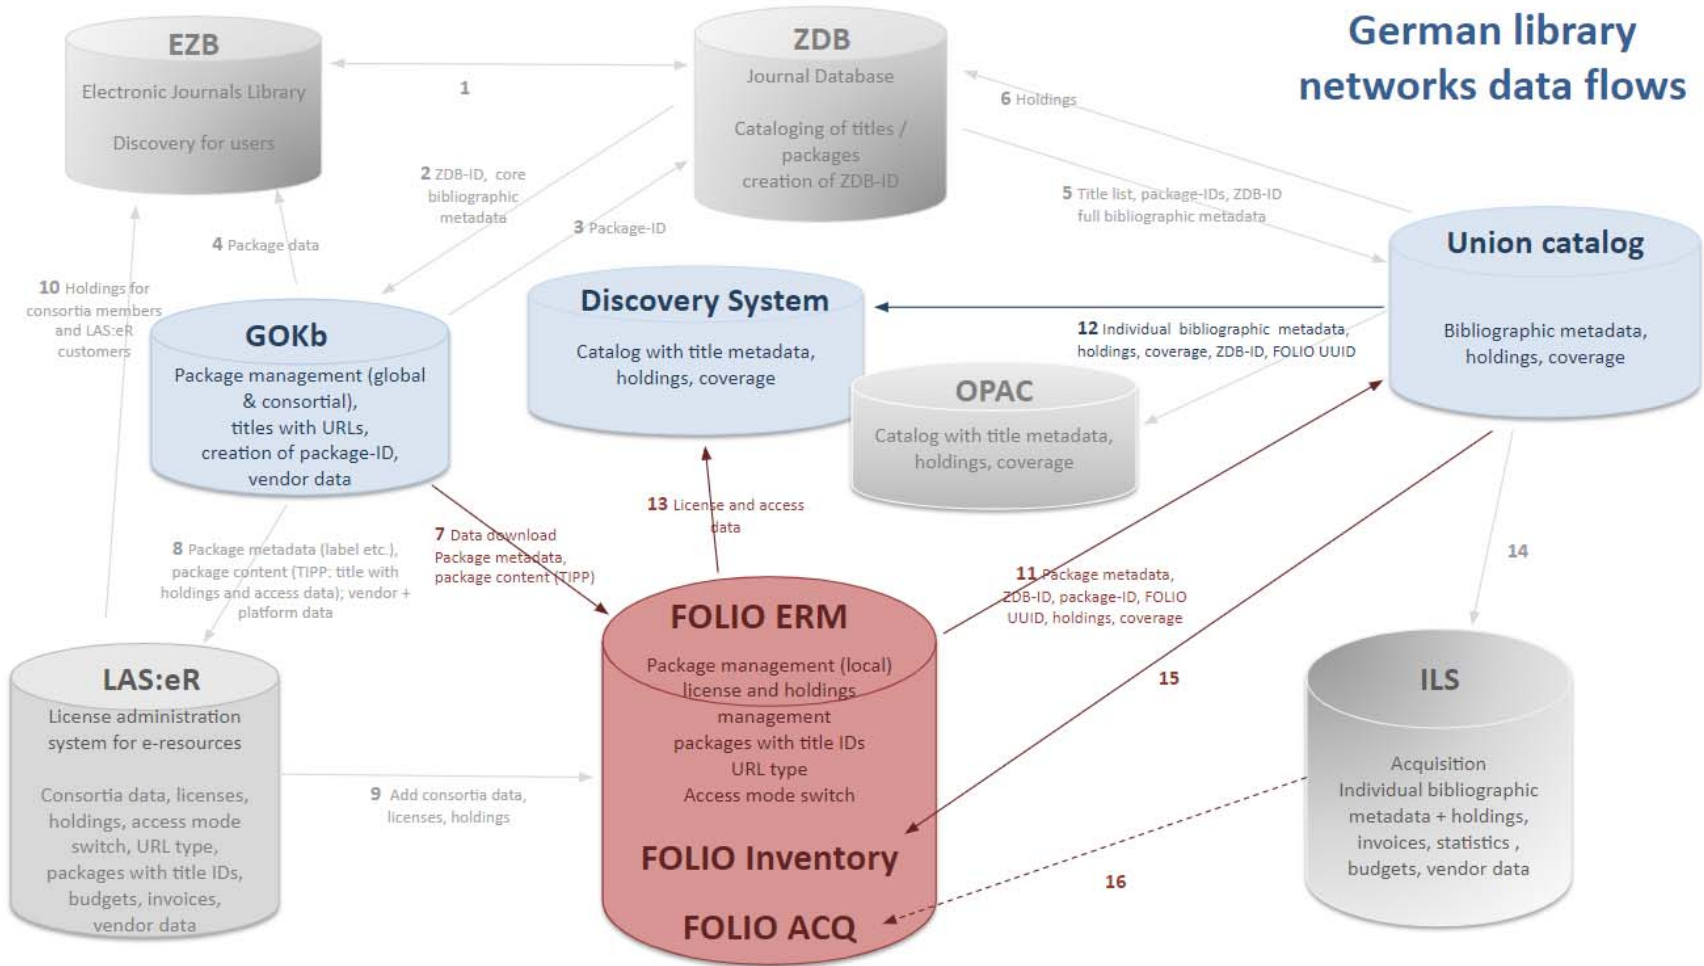 German library
networks data flows
EZB
Electronic Journals Library
Discovery for users
1
ZDB
Journal Database
Cataloging of titles /
packages
creation of ZDB-ID
6 Holdings
2 ZDB-ID, core
bibliographic
metadata
3 Package-ID
4 Package data
5 Title list, package-IDs, ZDB-ID
full bibliographic metadata
10 Holdings for
consortia members
and LAS:eR
customers
GOKb
Package management (global
& consortial),
titles with URLs,
creation of package-ID,
vendor data
Discovery System
Catalog with title metadata,
holdings, coverage
12 Individual bibliographic metadata,
holdings, coverage, ZDB-ID, FOLIO UUID
Union catalog
Bibliographic metadata,
holdings, coverage
OPAC
Catalog with title metadata,
holdings, coverage
13 License and access
data
7 Data download
Package metadata,
package content (TIPP)
8 Package metadata (label etc.),
package content (TIPP: title with
holdings and access data); vendor +
platform data
11 Package metadata,
ZDB-ID, package-ID, FOLIO
UUID, holdings, coverage
14
15
16
LAS:eR
License administration
system for e-resources
Consortia data, licenses,
holdings, access mode
switch, URL type,
packages with title IDs,
budgets, invoices,
vendor data
9 Add consortia data,
licenses, holdings
FOLIO ERM
Package management (local)
license and holdings
management
packages with title IDs
URL type
Access mode switch
FOLIO Inventory
FOLIO ACQ
ILS
Acquisition
Individual bibliographic
metadata + holdings,
invoices, statistics ,
budgets, vendor data